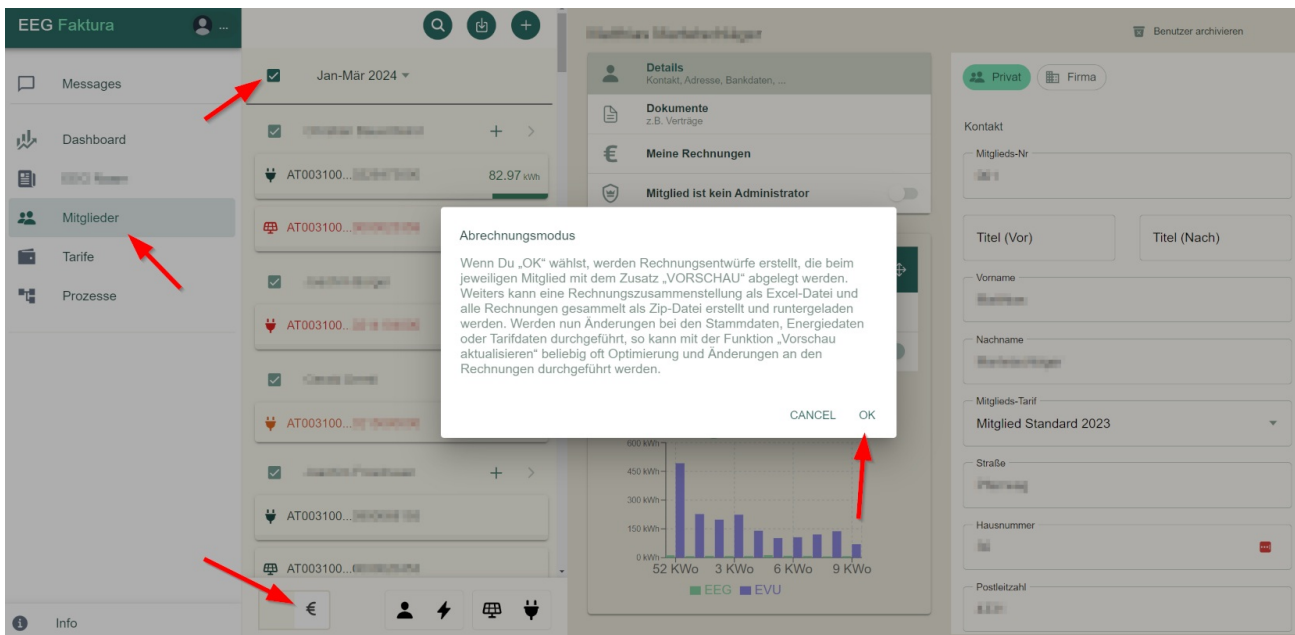 EEG Faktura
...
Messages
Dashboard
Mitglieder
Tarife
Prozesse
Info
Jan-Mär 2024
AT003100...
82.97 kWh
AT003100...
AT003100...
AT003100...
AT003100...
AT003100...
€
Benutzer archivieren
Details
Kontakt, Adresse, Bankdaten, ...
Dokumente
z.B. Verträge
€ Meine Rechnungen
Mitglied ist kein Administrator
Abrechnungsmodus
Wenn Du „OK“ wählst, werden Rechnungsentwürfe erstellt, die beim
jeweiligen Mitglied mit dem Zusatz „VORSCHAU“ abgelegt werden.
Weiters kann eine Rechnungszusammenstellung als Excel-Datei und
alle Rechnungen gesammelt als Zip-Datei erstellt und runtergeladen
werden. Werden nun Änderungen bei den Stammdaten, Energiedaten
oder Tarifdaten durchgeführt, so kann mit der Funktion „Vorschau
aktualisieren“ beliebig oft Optimierung und Änderungen an den
Rechnungen durchgeführt werden.
CANCEL OK
600 kWh
450 kWh
300 kWh
150 kWh
0 kWh
52 KWo 3 KWo 6 KWo 9 KWo
EEG EVU
Privat Firma
Kontakt
Mitglieds-Nr
Titel (Vor) Titel (Nach)
Vorname
Nachname
Mitglieds-Tarif
Mitglied Standard 2023
Straße
Hausnummer
Postleitzahl